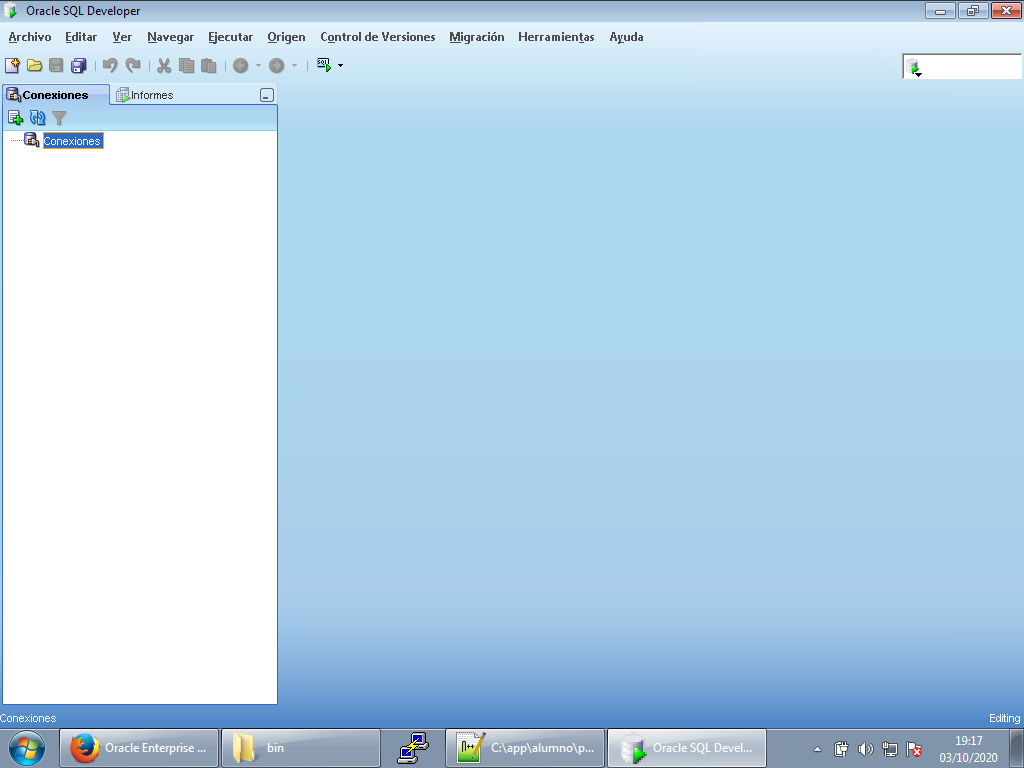 Oracle SQL Developer
Archivo Editar Ver Navegar Ejecutar Origen Control de Versiones Migración Herramientas Ayuda
SQL
Conexiones Informes
Conexiones
Conexiones Editing
Oracle Enterprise ... bin C:\app\alumno\p... Oracle SQL Devel... 19:17
03/10/2020